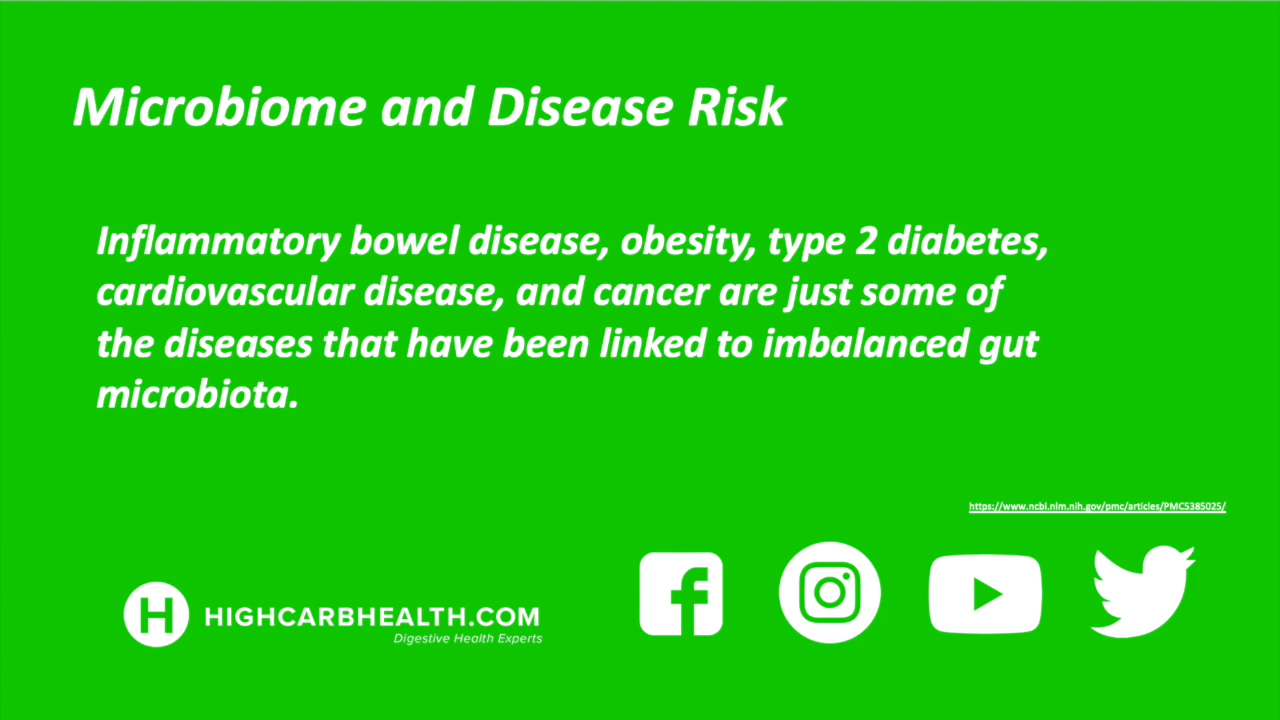 Microbiome and Disease Risk
Inflammatory bowel disease, obesity, type 2 diabetes,
cardiovascular disease, and cancer are just some of
the diseases that have been linked to imbalanced gut
microbiota.
https://www.ncbi.nlm.nih.gov/pmc/articles/PMC5385025/
H HIGHCARBHEALTH.COM
Digestive Health Experts